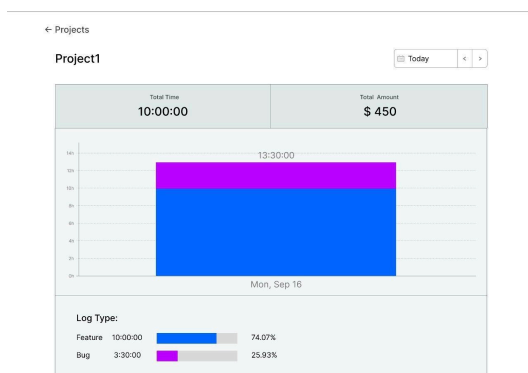 ← Projects
Project1
Today
< >
Total Time
10:00:00
Total Amount
$ 450
13:30:00
14H
12H
10H
8H
6H
4H
2H
0H
Mon, Sep 16
Log Type:
Feature 10:00:00 74.07%
Bug 3:30:00 25.93%